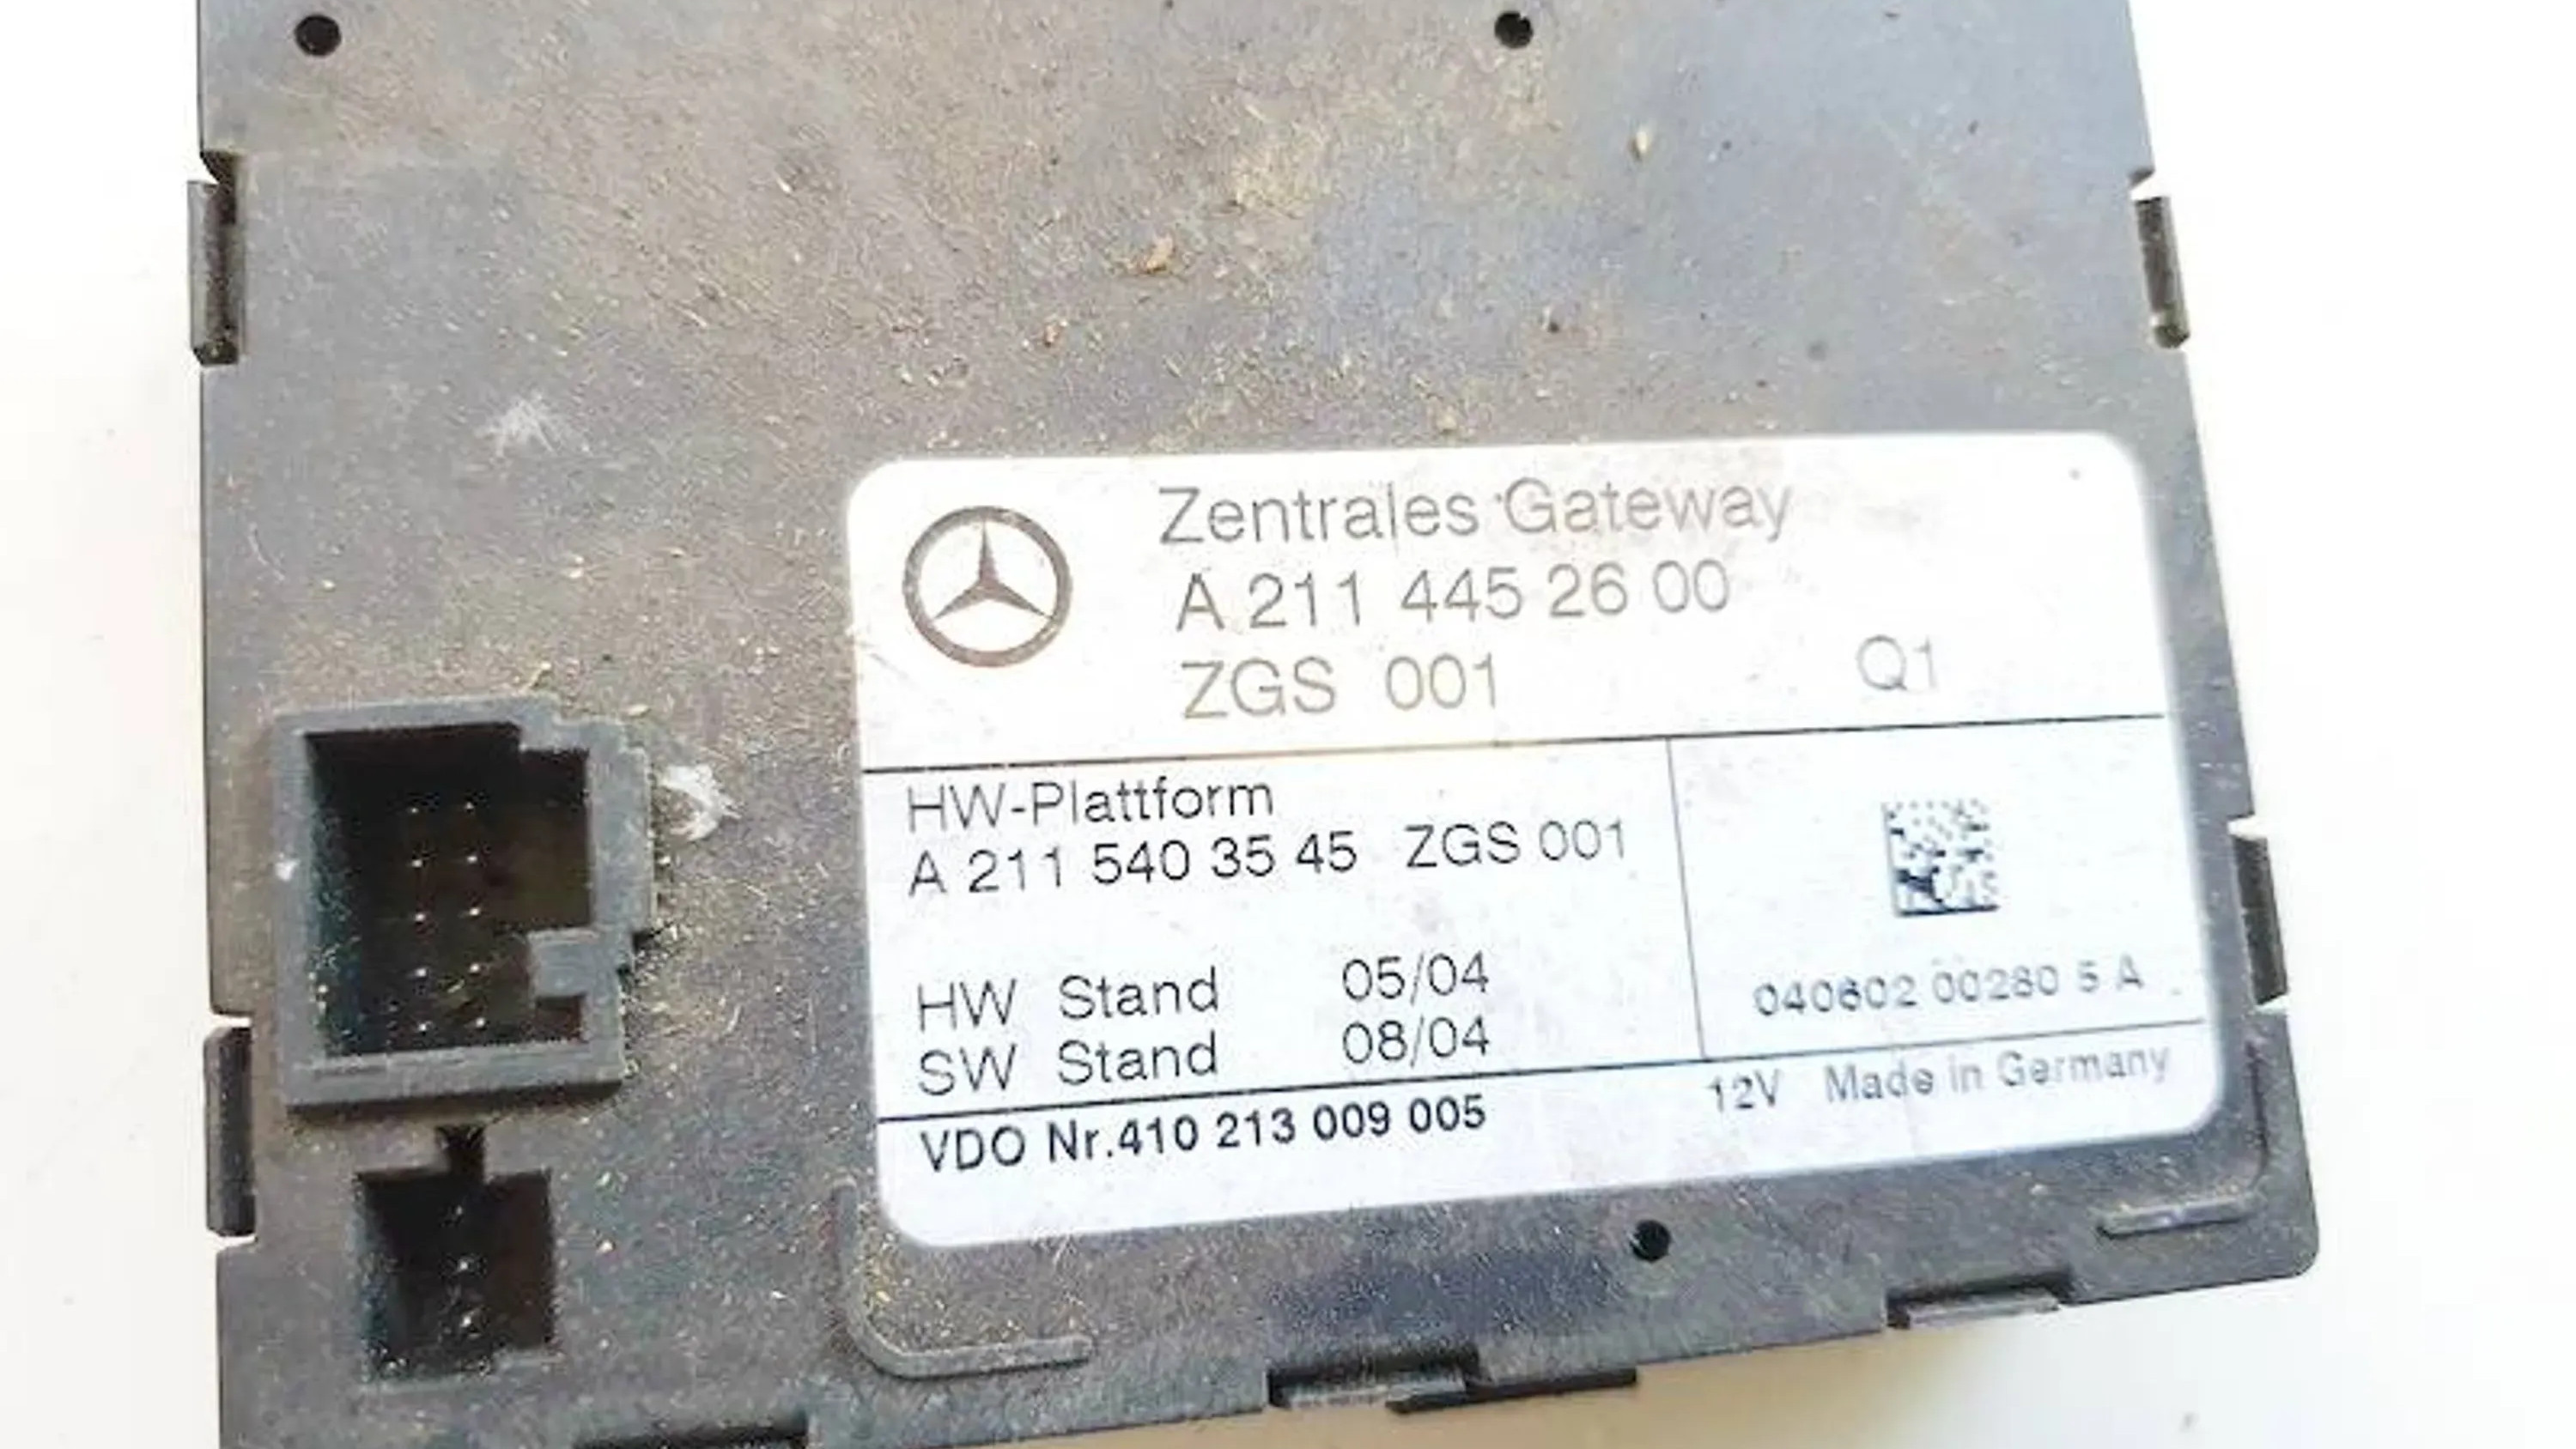 Zentrales Gateway
A 211 445 26 00
ZGS 001 Q1
HW-Plattform
A 211 540 35 45 ZGS 001
HW Stand 05/04
SW Stand 08/04
040602 00280 5 A
VDO Nr.410 213 009 005
12V Made in Germany